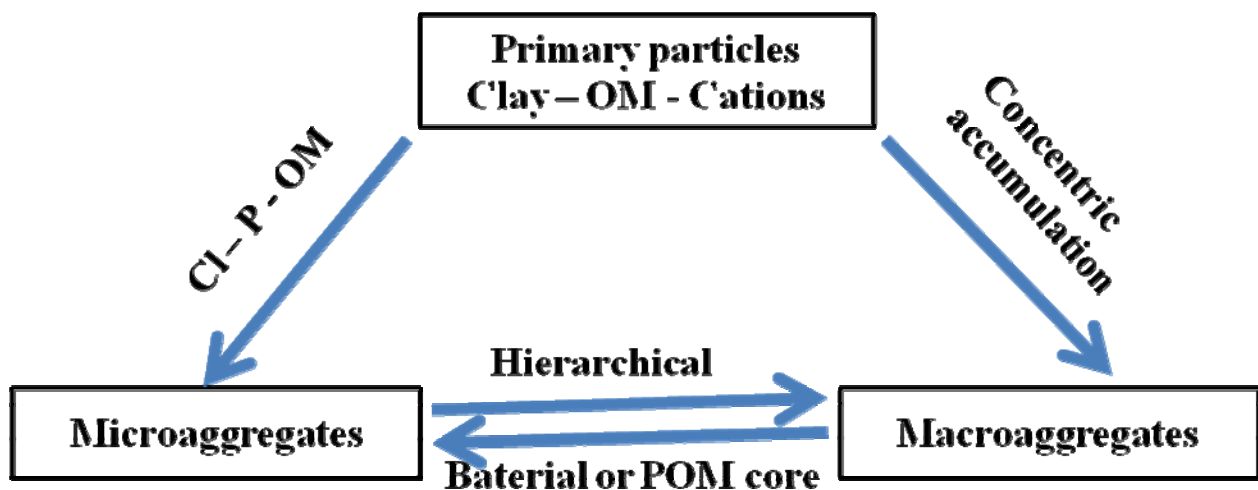 Primary particles
Clay – OM - Cations
Cl – P - OM
Concentric
accumulation
Hierarchical
Microaggregates
Macroaggregates
Baterial or POM core